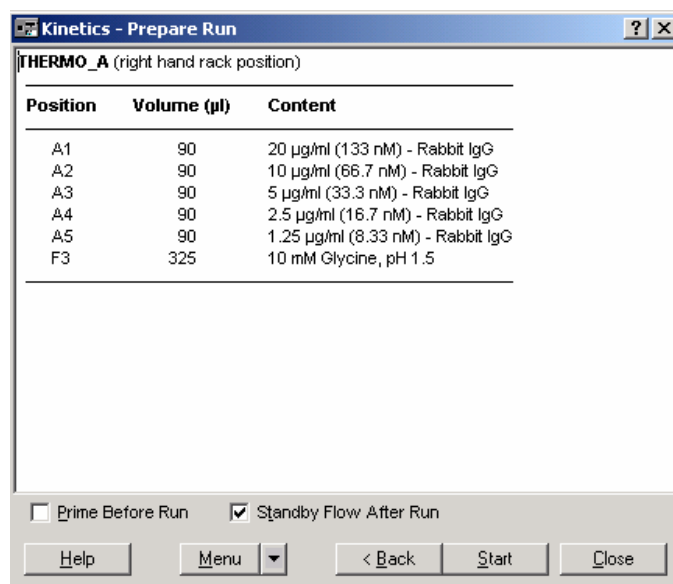 Kinetics - Prepare Run
THERMO_A (right hand rack position)
Position Volume (µl) Content
A1 90 20 µg/ml (133 nM) - Rabbit IgG
A2 90 10 µg/ml (66.7 nM) - Rabbit IgG
A3 90 5 µg/ml (33.3 nM) - Rabbit IgG
A4 90 2.5 µg/ml (16.7 nM) - Rabbit IgG
A5 90 1.25 µg/ml (8.33 nM) - Rabbit IgG
F3 325 10 mM Glycine, pH 1.5
Prime Before Run Standby Flow After Run
Help Menu < Back Start Close